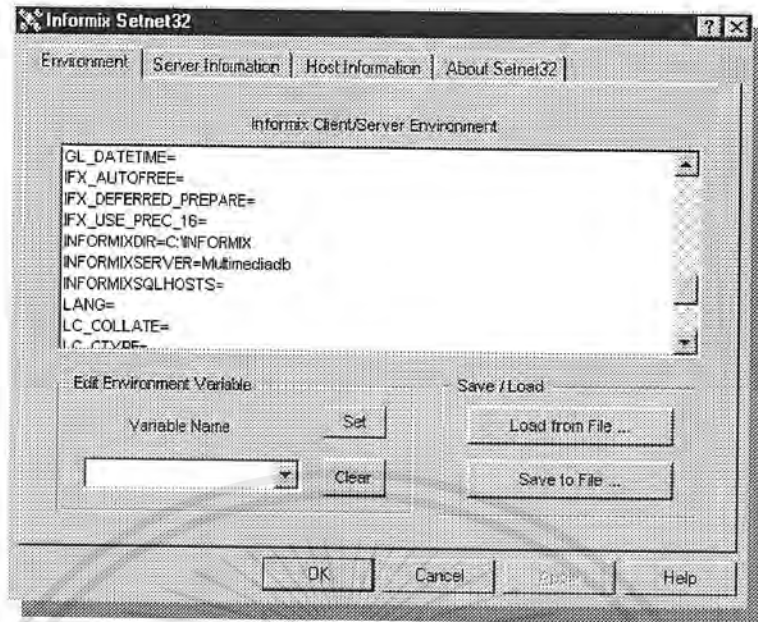 Informix Setnet32
Environment Server Information Host Information About Setnet32
Informix Client/Server Environment
GL_DATETIME=
IFX_AUTOFREE=
IFX_DEFERRED_PREPARE=
IFX_USE_PREC_16=
INFORMIXDIR=C:\INFORMIX
INFORMIXSERVER=Multimediadb
INFORMIXSQLHOSTS=
LANG=
LC_COLLATE=
LC_CTYPE=
Edit Environment Variable
Save / Load
Variable Name
Set
Load from File ...
Clear
Save to File ...
OK Cancel Apply Help